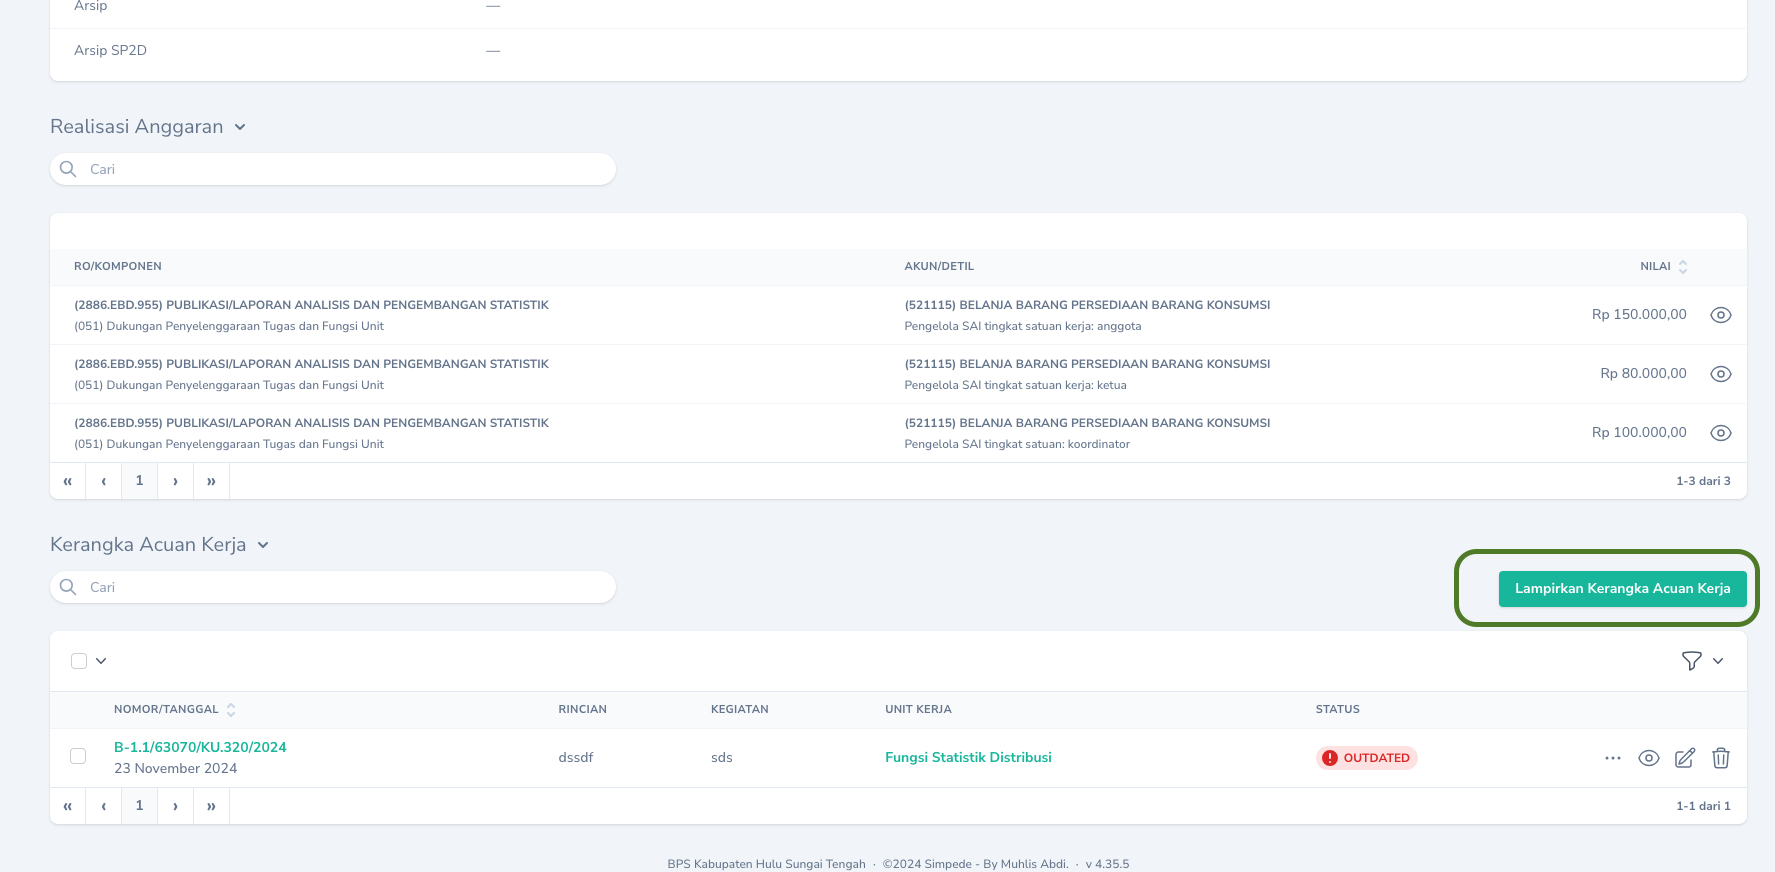 Arsip —
Arsip SP2D —
Realisasi Anggaran
Cari
RO/KOMPONEN AKUN/DETIL NILAI
(2886.EBD.955) PUBLIKASI/LAPORAN ANALISIS DAN PENGEMBANGAN STATISTIK (521115) BELANJA BARANG PERSEDIAAN BARANG KONSUMSI
(051) Dukungan Penyelenggaraan Tugas dan Fungsi Unit Pengelola SAI tingkat satuan kerja: anggota Rp 150.000,00
(2886.EBD.955) PUBLIKASI/LAPORAN ANALISIS DAN PENGEMBANGAN STATISTIK (521115) BELANJA BARANG PERSEDIAAN BARANG KONSUMSI
(051) Dukungan Penyelenggaraan Tugas dan Fungsi Unit Pengelola SAI tingkat satuan kerja: ketua Rp 80.000,00
(2886.EBD.955) PUBLIKASI/LAPORAN ANALISIS DAN PENGEMBANGAN STATISTIK (521115) BELANJA BARANG PERSEDIAAN BARANG KONSUMSI
(051) Dukungan Penyelenggaraan Tugas dan Fungsi Unit Pengelola SAI tingkat satuan: koordinator Rp 100.000,00
« ‹ 1 › » 1-3 dari 3
Kerangka Acuan Kerja
Cari Lampirkan Kerangka Acuan Kerja
NOMOR/TANGGAL RINCIAN KEGIATAN UNIT KERJA STATUS
B-1.1/63070/KU.320/2024 dssdf sds Fungsi Statistik Distribusi OUTDATED
23 November 2024
« ‹ 1 › » 1-1 dari 1
BPS Kabupaten Hulu Sungai Tengah · ©2024 Simpede - By Muhlis Abdi. · v 4.35.5